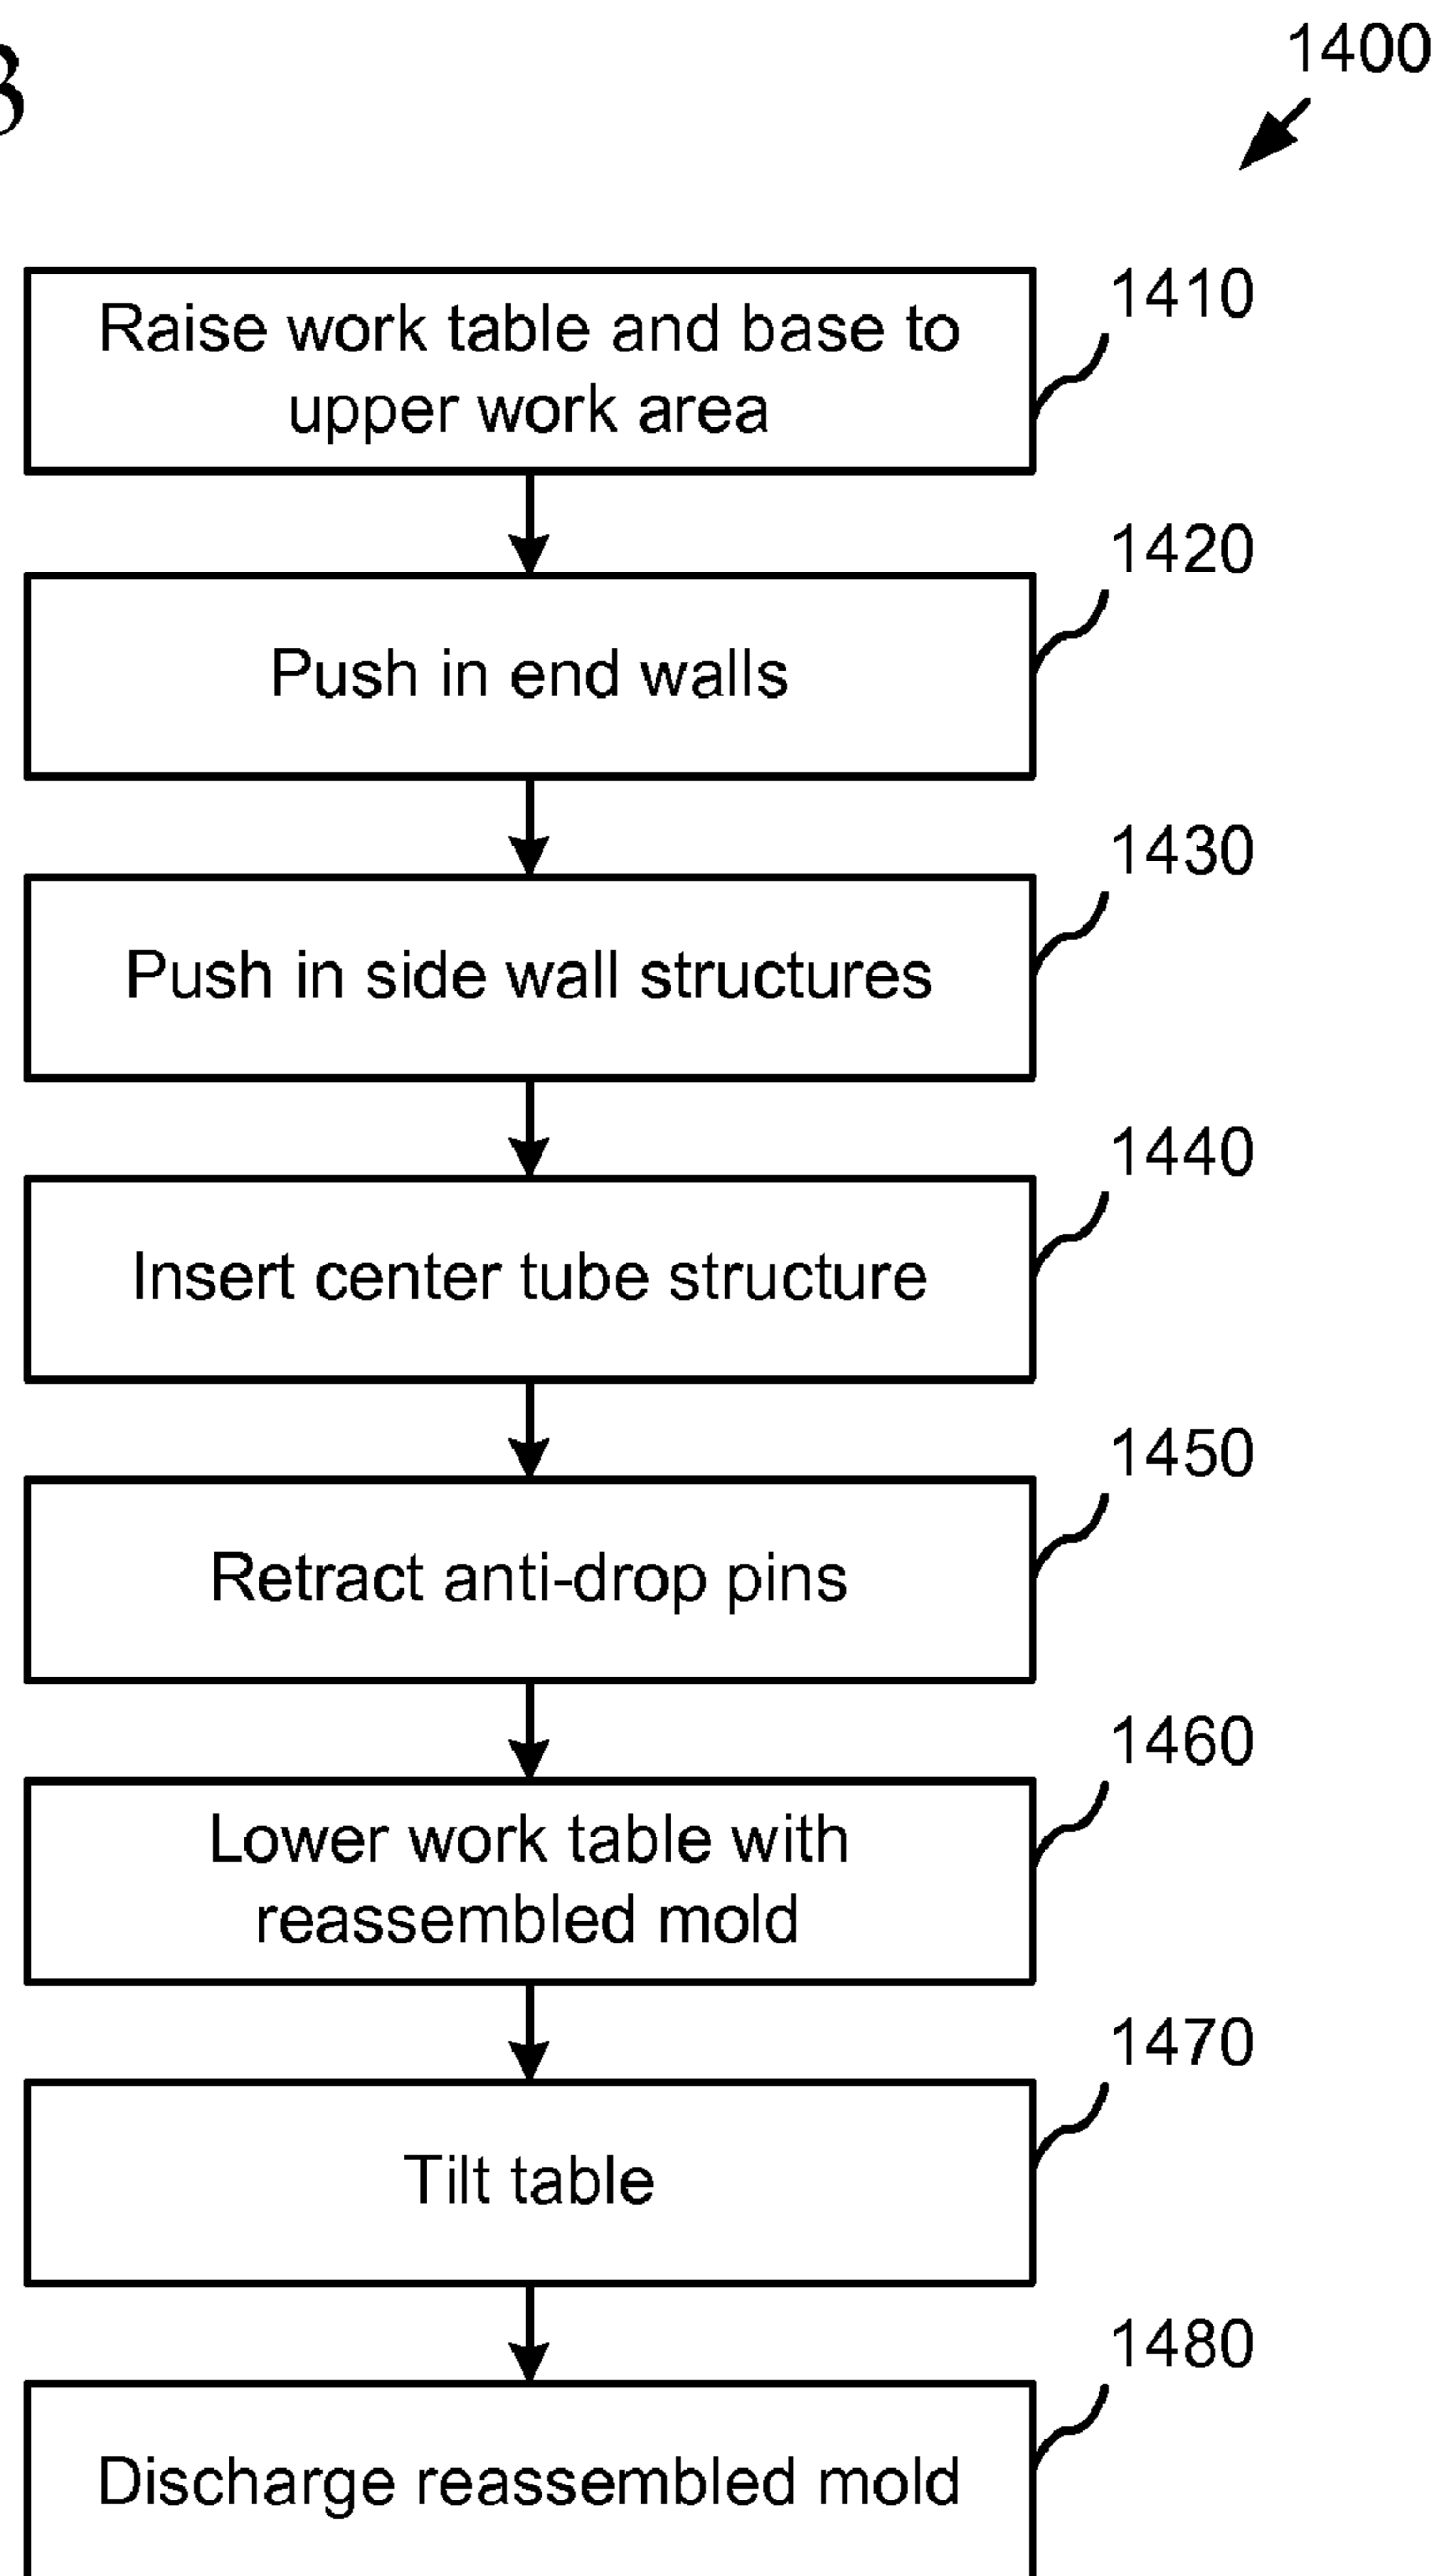 1400
1410
Raise work table and base to
upper work area
1420
Push in end walls
1430
Push in side wall structures
1440
Insert center tube structure
1450
Retract anti-drop pins
1460
Lower work table with
reassembled mold
1470
Tilt table
1480
Discharge reassembled mold